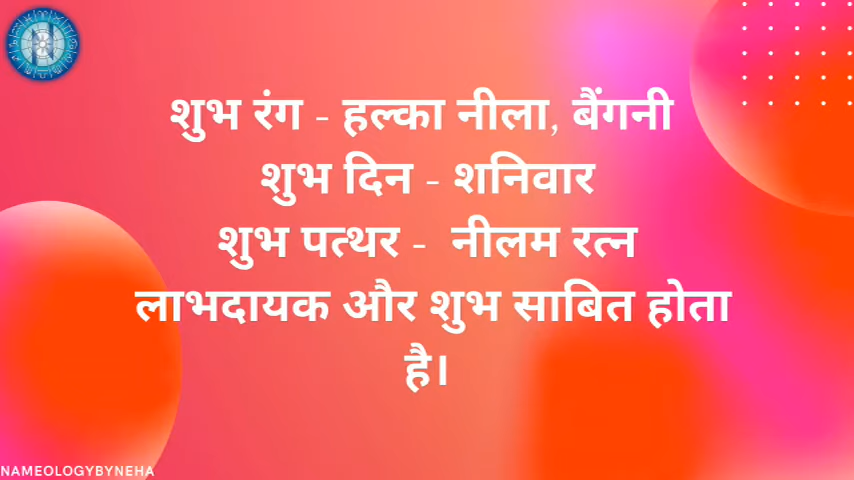 शुभ रंग - हल्का नीला, बैंगनी
शुभ दिन - शनिवार
शुभ पत्थर - नीलम रत्न
लाभदायक और शुभ साबित होता
है।
NAMEOLOGYBYNEHA